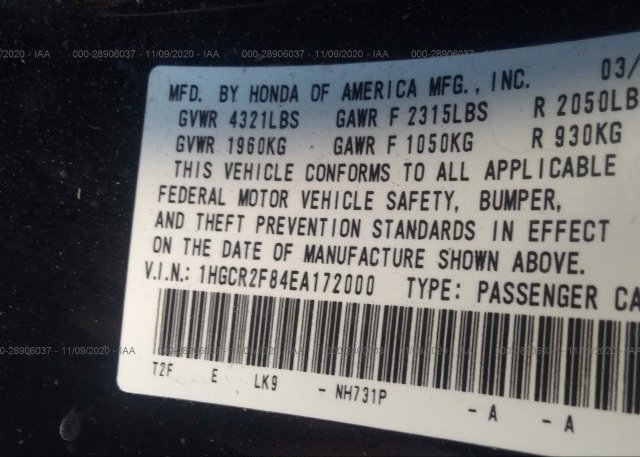 000-28906037 - 11/09/2020 - IAA
MFD. BY HONDA OF AMERICA MFG., INC. 03/
GVWR 4321LBS GAWR F 2315LBS R 2050LB
GVWR 1960KG GAWR F 1050KG R 930KG
THIS VEHICLE CONFORMS TO ALL APPLICABLE
FEDERAL MOTOR VEHICLE SAFETY, BUMPER,
AND THEFT PREVENTION STANDARDS IN EFFECT
ON THE DATE OF MANUFACTURE SHOWN ABOVE.
V.I.N.: 1HGCR2F84EA172000 TYPE: PASSENGER CA
000-28906037 - 11/09/2020 - IAA
T2F E LK9 - NH731P - A - A